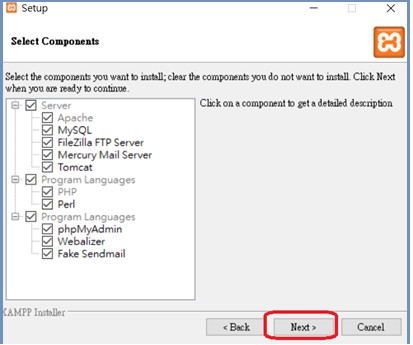 Setup
Select Components
Select the components you want to install; clear the components you do not want to install. Click Next
when you are ready to continue.
Server
Apache
MySQL
FileZilla FTP Server
Mercury Mail Server
Tomcat
Program Languages
PHP
Perl
Program Languages
phpMyAdmin
Webalizer
Fake Sendmail
Click on a component to get a detailed description
XAMPP Installer
< Back
Next >
Cancel